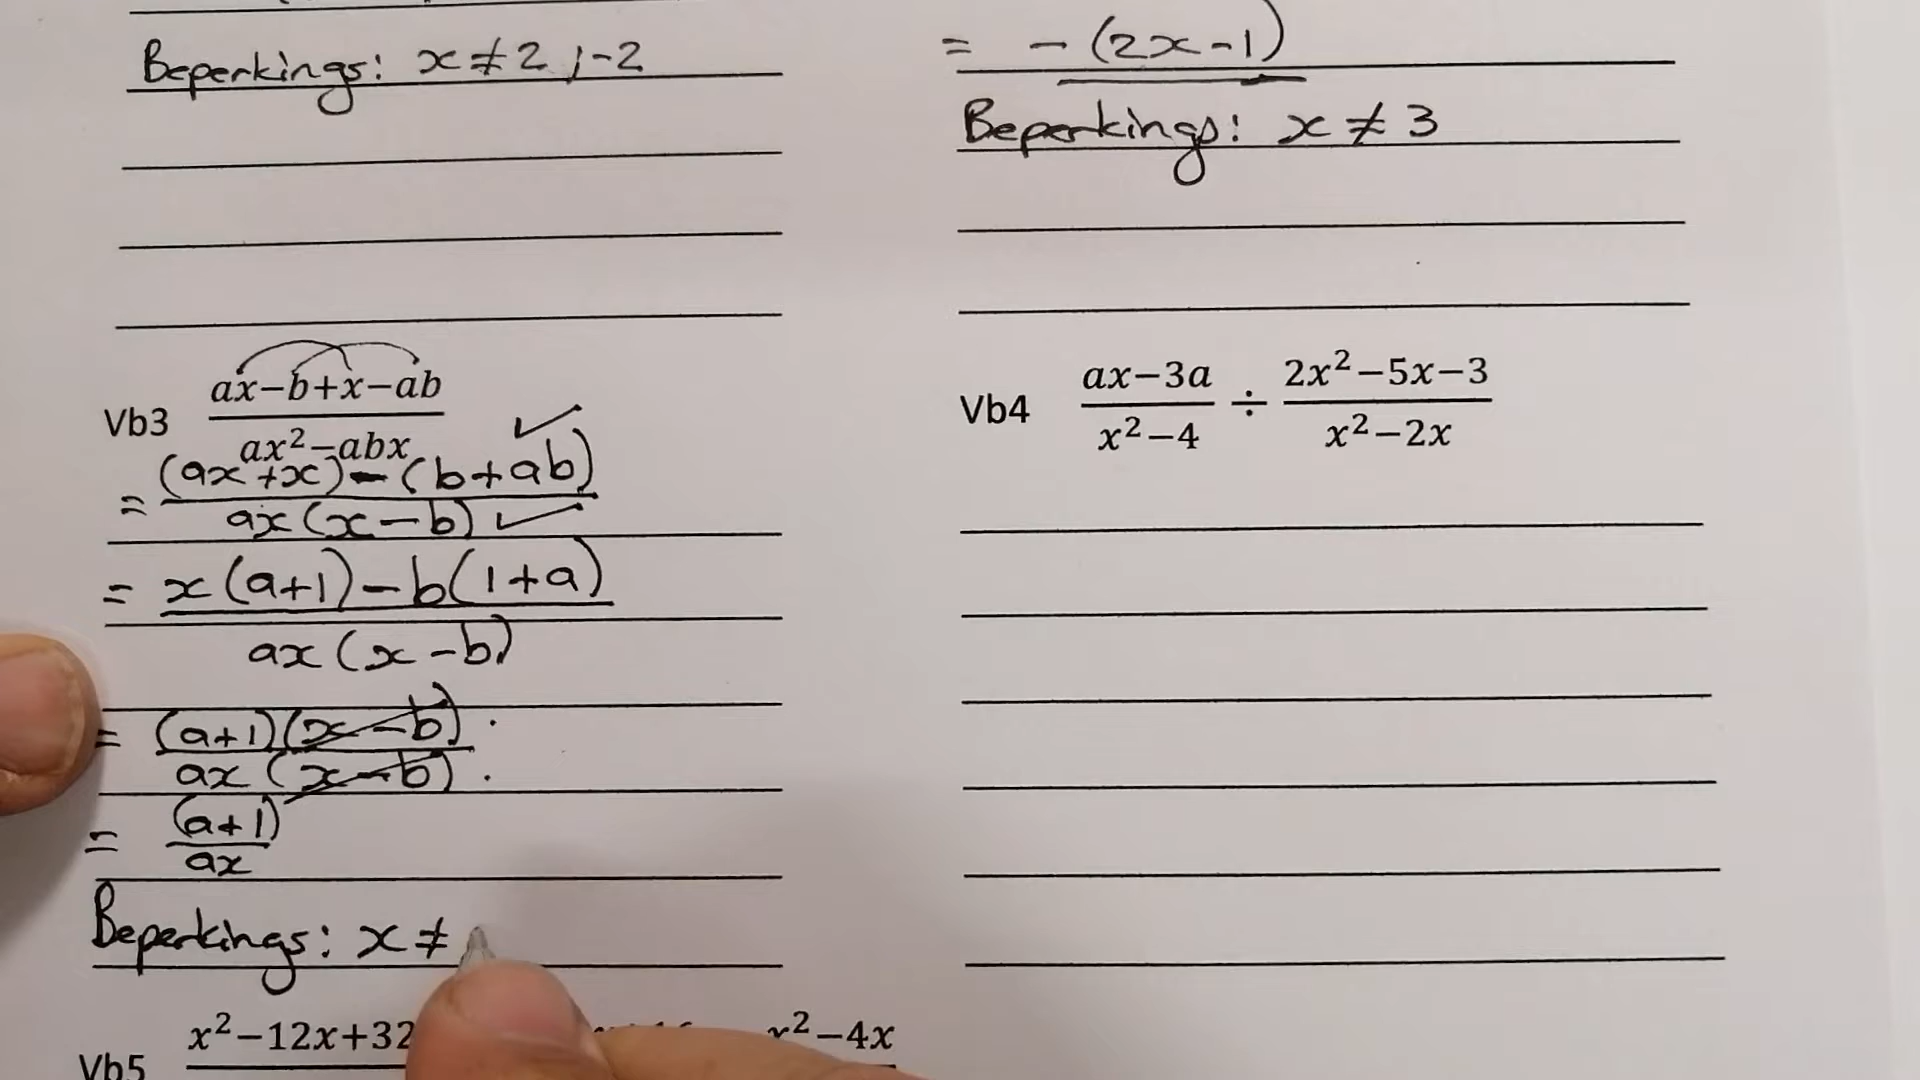 Beperkings: x ≠ 2 ; -2
= -(2x-1)
Beperkings: x ≠ 3
Vb3 (ax-b+x-ab)/(ax²-abx)
= ((ax+x)-(b+ab))/(ax(x-b)) ✓ ✓
= (x(a+1)-b(1+a))/(ax(x-b))
= ((a+1)(x-b))/(ax(x-b))
= (a+1)/(ax)
Beperkings: x ≠
Vb4 (ax-3a)/(x²-4) ÷ (2x²-5x-3)/(x²-2x)
Vb5 x²-12x+32 x²-4x